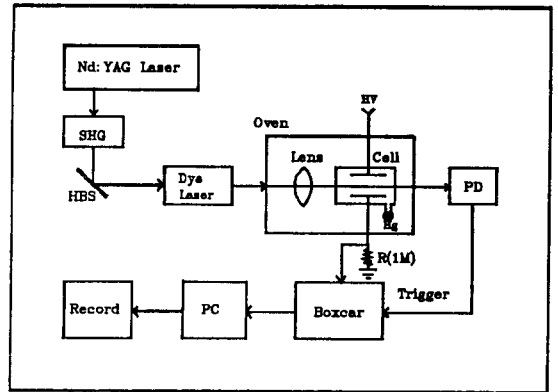 Nd:YAG Laser
HV
SHG
Oven
Lens
Cell
HBS
Dye
Laser
PD
Hg
R(1M)
Trigger
Record
PC
Boxcar